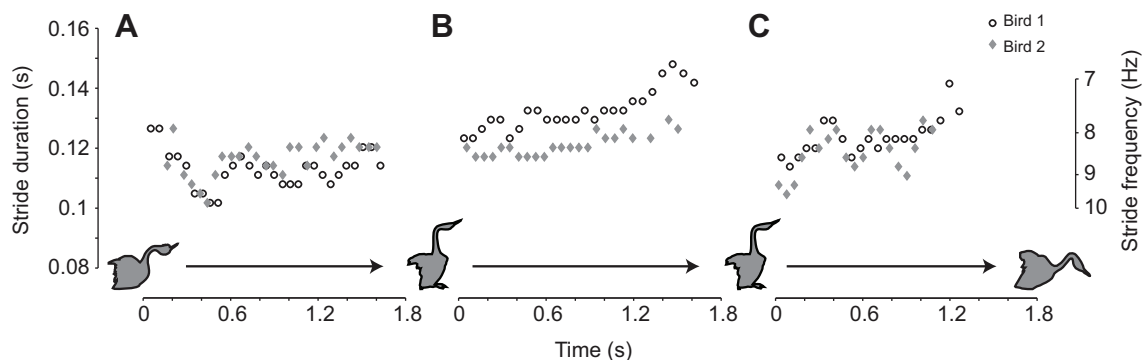 A
B
C
Bird 1
Bird 2
Stride duration (s)
0.16
0.14
0.12
0.1
0.08
Stride frequency (Hz)
7
8
9
10
0 0.6 1.2 1.8
0 0.6 1.2 1.8
0 0.6 1.2 1.8
Time (s)